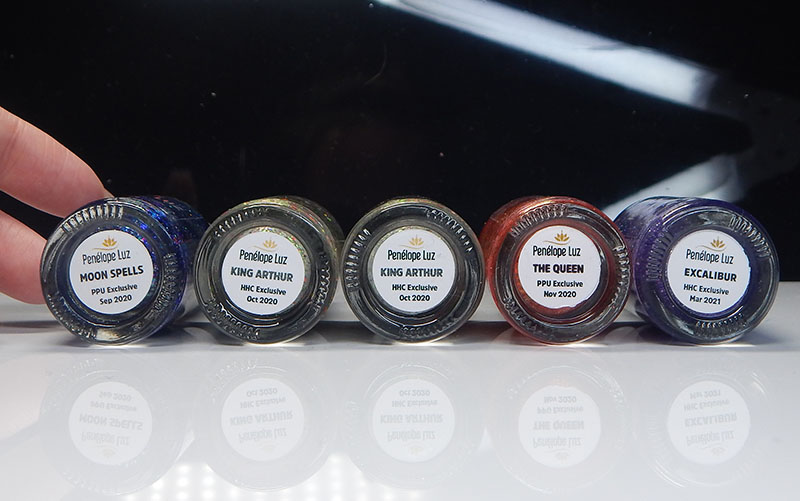 Penélope Luz
MOON SPELLS
PPU Exclusive
Sep 2020
Penélope Luz
KING ARTHUR
HHC Exclusive
Oct 2020
Penélope Luz
KING ARTHUR
HHC Exclusive
Oct 2020
Penélope Luz
THE QUEEN
PPU Exclusive
Nov 2020
Penélope Luz
EXCALIBUR
HHC Exclusive
Mar 2021